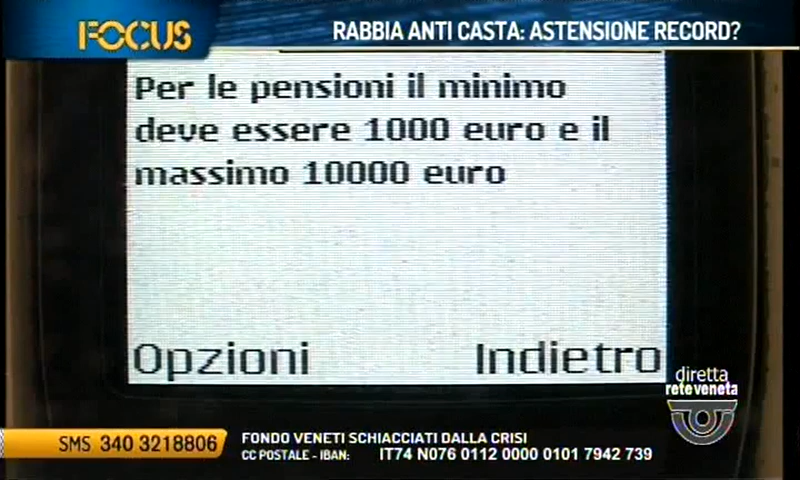 FOCUS
RABBIA ANTI CASTA: ASTENSIONE RECORD?
Per le pensioni il minimo
deve essere 1000 euro e il
massimo 10000 euro
Opzioni Indietro
diretta
reteveneta
SMS 340 3218806
FONDO VENETI SCHIACCIATI DALLA CRISI
CC POSTALE - IBAN: IT74 N076 0112 0000 0101 7942 739